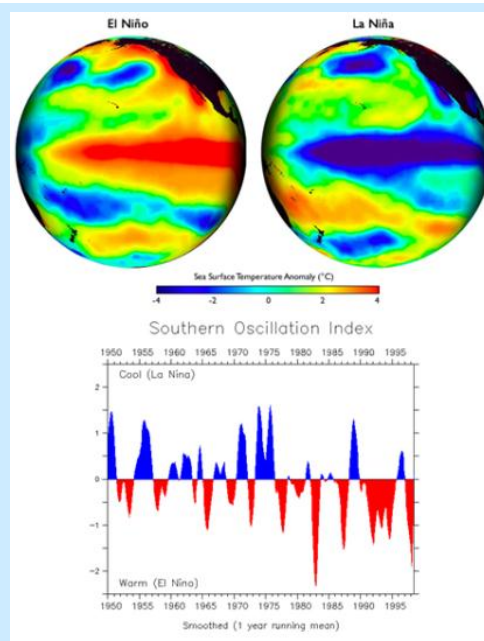 El Niño La Niña
Sea Surface Temperature Anomaly (°C)
-4 -2 0 2 4
Southern Oscillation Index
1950 1955 1960 1965 1970 1975 1982 1985 1990 1995
Cool (La Nina)
2
1
0
-1
-2
Warm (El Nino)
1950 1955 1960 1965 1970 1975 1982 1985 1990 1995
Smoothed (1 year running mean)